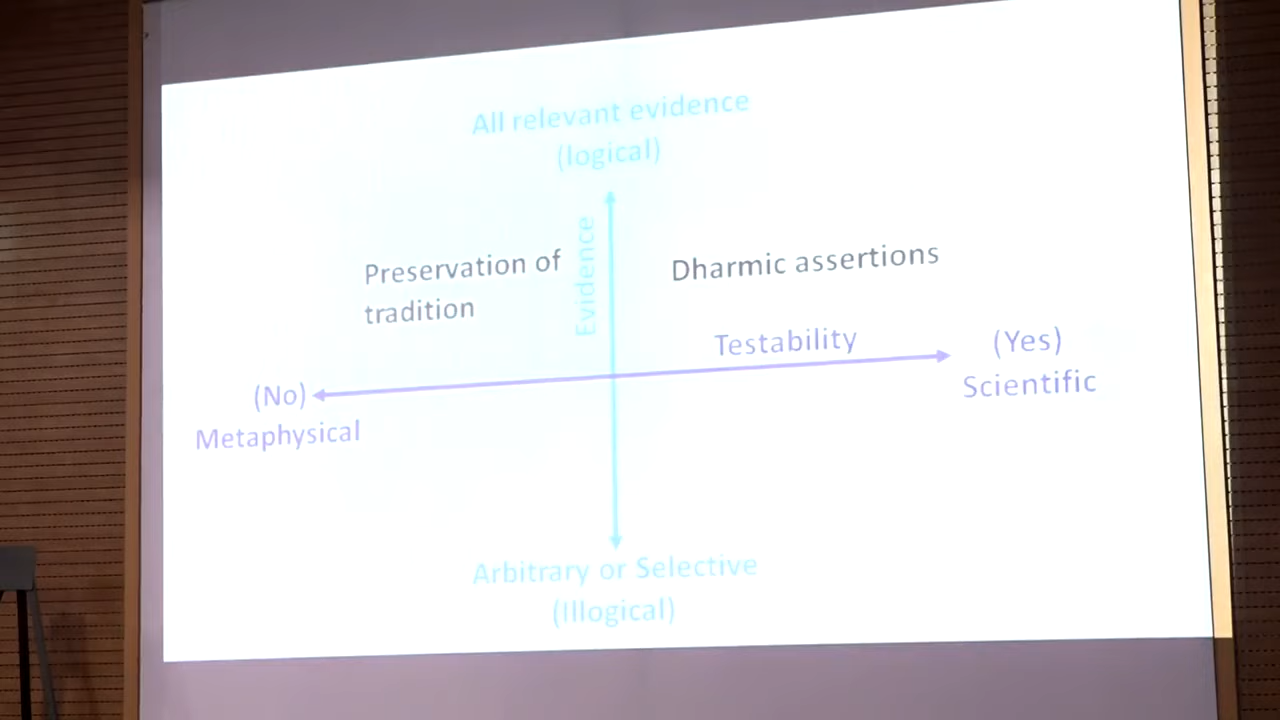 All relevant evidence
(logical)
Evidence
Preservation of
tradition
Dharmic assertions
Testability
(Yes)
Scientific
(No)
Metaphysical
Arbitrary or Selective
(Illogical)